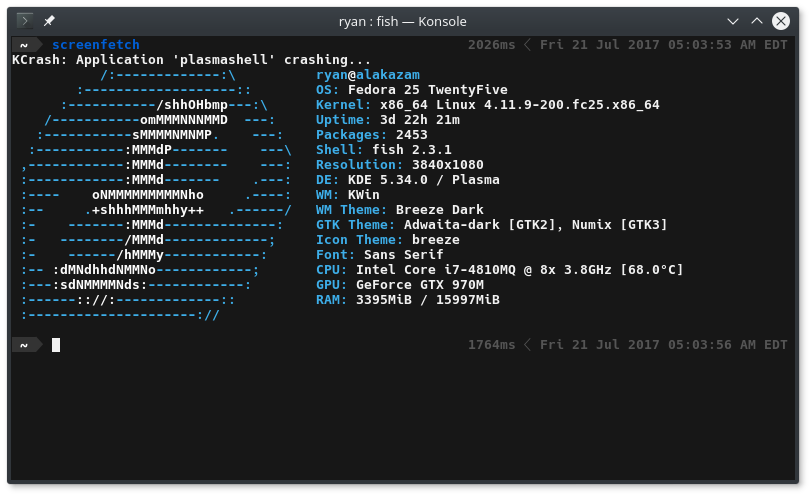 ryan : fish — Konsole
~ screenfetch 2026ms Fri 21 Jul 2017 05:03:53 AM EDT
KCrash: Application 'plasmashell' crashing...
/:-------------:\ ryan@alakazam
:-------------------:: OS: Fedora 25 TwentyFive
:-----------/shhOHbmp---:\ Kernel: x86_64 Linux 4.11.9-200.fc25.x86_64
/-----------omMMMNNNMMD ---: Uptime: 3d 22h 21m
:-----------sMMMMNMNMP. ---: Packages: 2453
:-----------:MMMdP------- ---\ Shell: fish 2.3.1
,------------:MMMd-------- ---: Resolution: 3840x1080
:------------:MMMd------- .---: DE: KDE 5.34.0 / Plasma
:---- oNMMMMMMMMMNho .----: WM: KWin
:-- .+shhhMMMmhhy++ .------/ WM Theme: Breeze Dark
:- -------:MMMd--------------: GTK Theme: Adwaita-dark [GTK2], Numix [GTK3]
:- --------/MMMd-------------; Icon Theme: breeze
:- ------/hMMMy------------: Font: Sans Serif
:-- :dMNdhhdNMMNo------------; CPU: Intel Core i7-4810MQ @ 8x 3.8GHz [68.0°C]
:---:sdNMMMMNds:------------: GPU: GeForce GTX 970M
:------:://:-------------:: RAM: 3395MiB / 15997MiB
:---------------------://
~ 1764ms Fri 21 Jul 2017 05:03:56 AM EDT